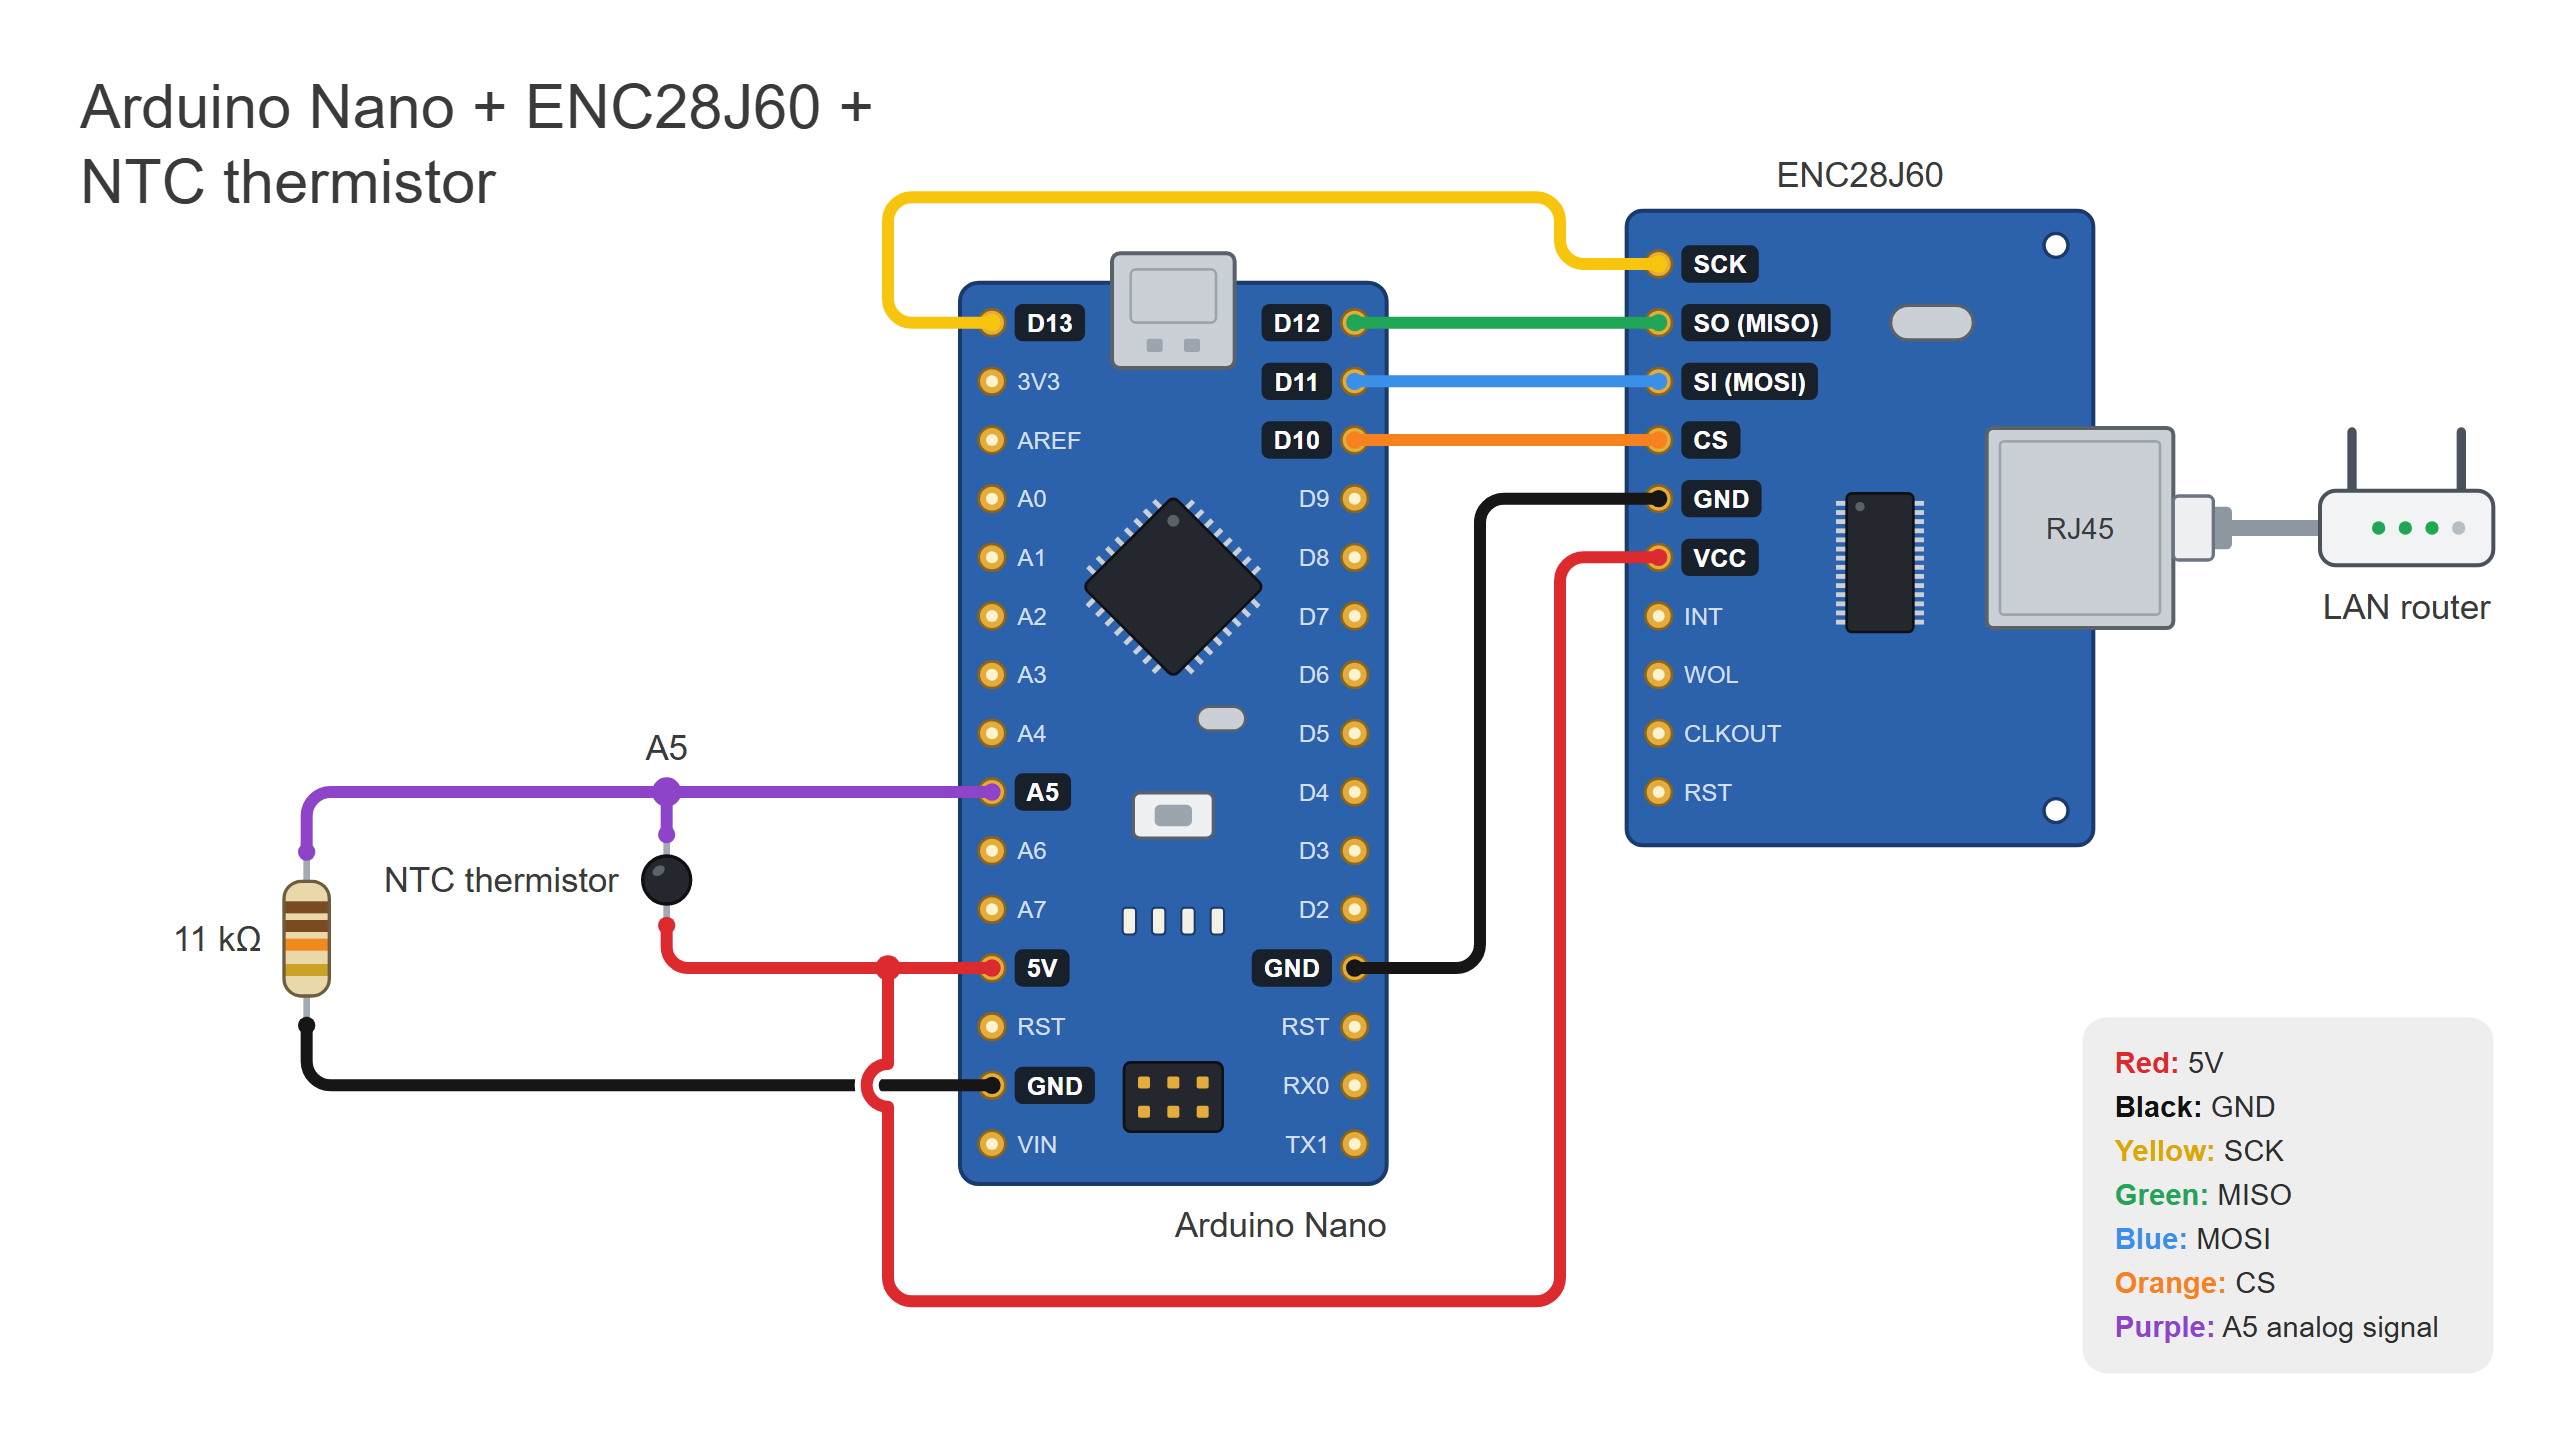 Arduino Nano + ENC28J60 +
NTC thermistor
ENC28J60
SCK
SO (MISO)
SI (MOSI)
CS
GND
VCC
INT
WOL
CLKOUT
RST
RJ45
LAN router
D13
3V3
AREF
A0
A1
A2
A3
A4
A5
A6
A7
5V
RST
GND
VIN
D12
D11
D10
D9
D8
D7
D6
D5
D4
D3
D2
GND
RST
RX0
TX1
Arduino Nano
A5
NTC thermistor
11 kΩ
Red: 5V
Black: GND
Yellow: SCK
Green: MISO
Blue: MOSI
Orange: CS
Purple: A5 analog signal